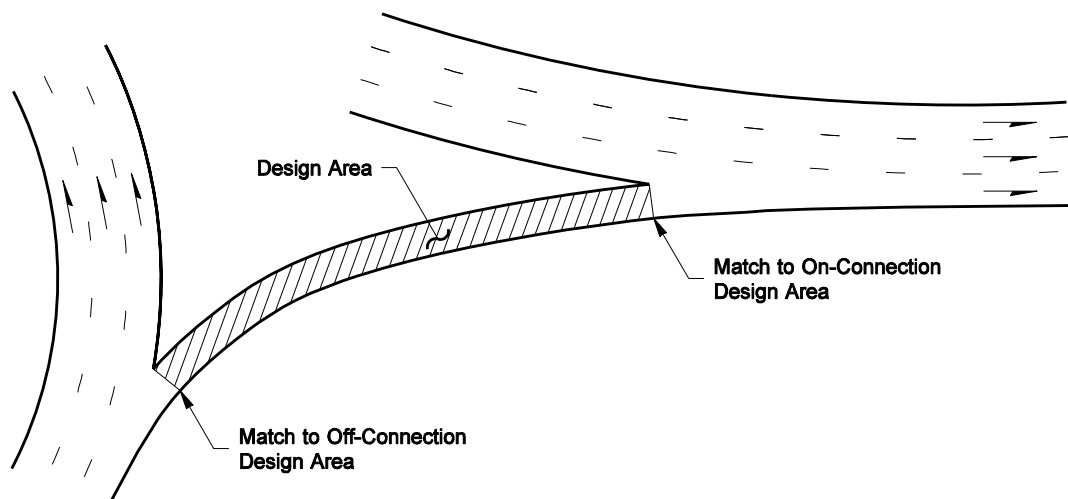 Design Area
Match to On-Connection
Design Area
Match to Off-Connection
Design Area